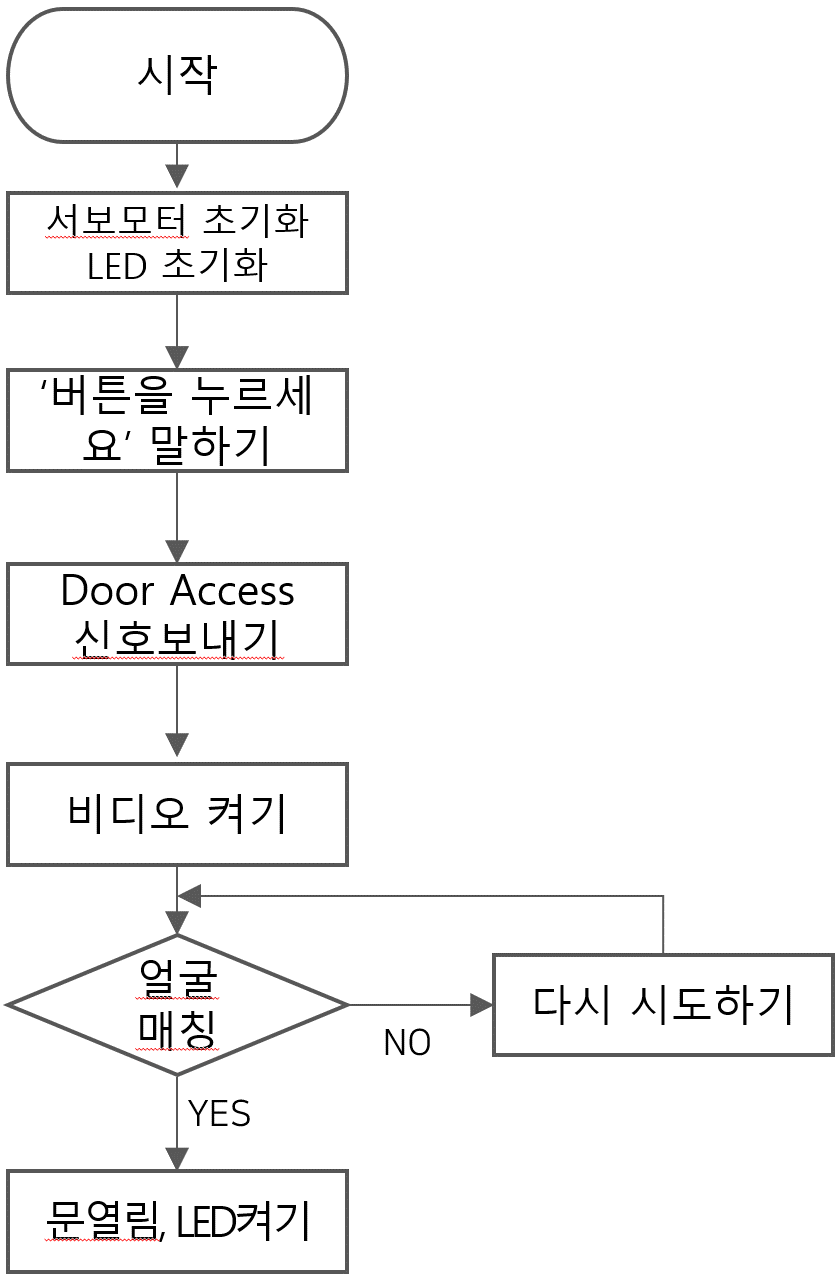 시작
서보모터 초기화
LED 초기화
‘버튼을 누르세
요’ 말하기
Door Access
신호보내기
비디오 켜기
얼굴
매칭
NO
다시 시도하기
YES
문열림, LED켜기